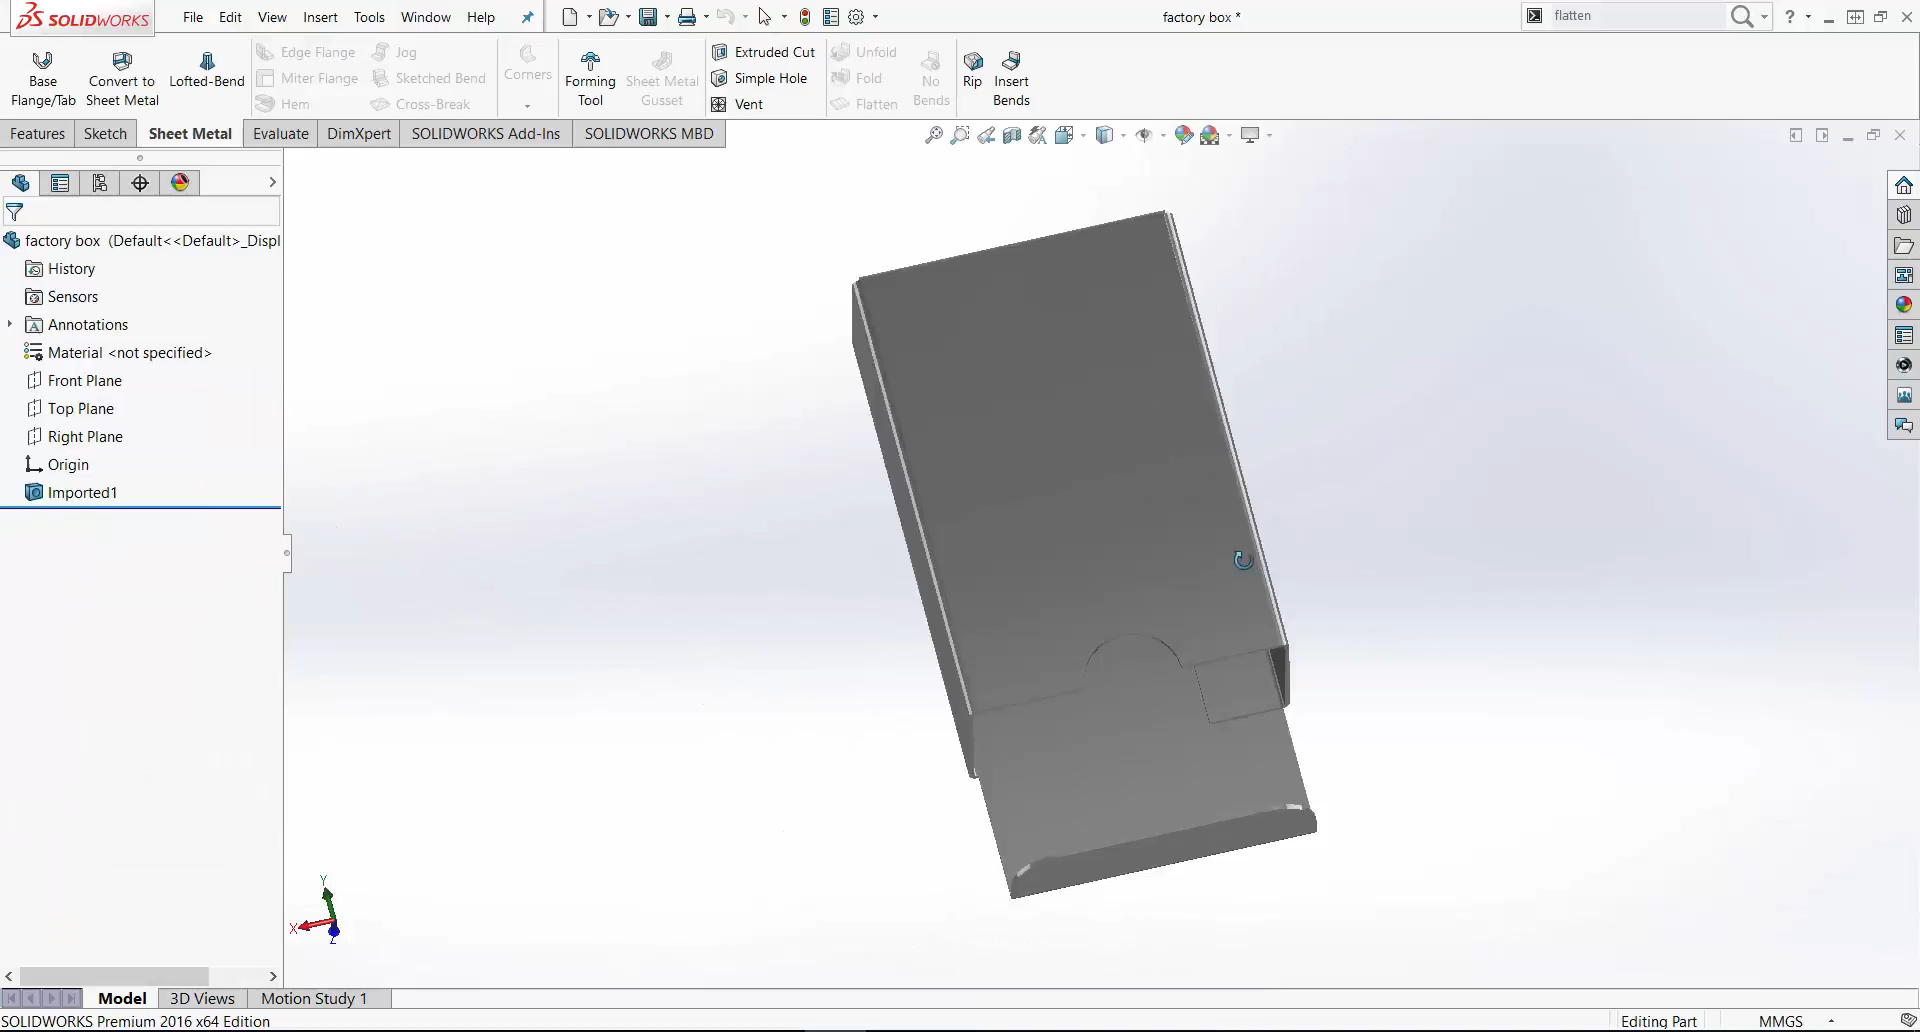 SOLIDWORKS File Edit View Insert Tools Window Help factory box * flatten ?
Base Flange/Tab Convert to Sheet Metal Lofted-Bend Edge Flange Miter Flange Hem Jog Sketched Bend Cross-Break Corners Forming Tool Sheet Metal Gusset Extruded Cut Simple Hole Vent Unfold Fold Flatten No Bends Rip Insert Bends
Features Sketch Sheet Metal Evaluate DimXpert SOLIDWORKS Add-Ins SOLIDWORKS MBD
factory box (Default<<Default>_Displ
History
Sensors
A Annotations
Material <not specified>
Front Plane
Top Plane
Right Plane
Origin
Imported1
Y
X
Z
Model 3D Views Motion Study 1
SOLIDWORKS Premium 2016 x64 Edition Editing Part MMGS